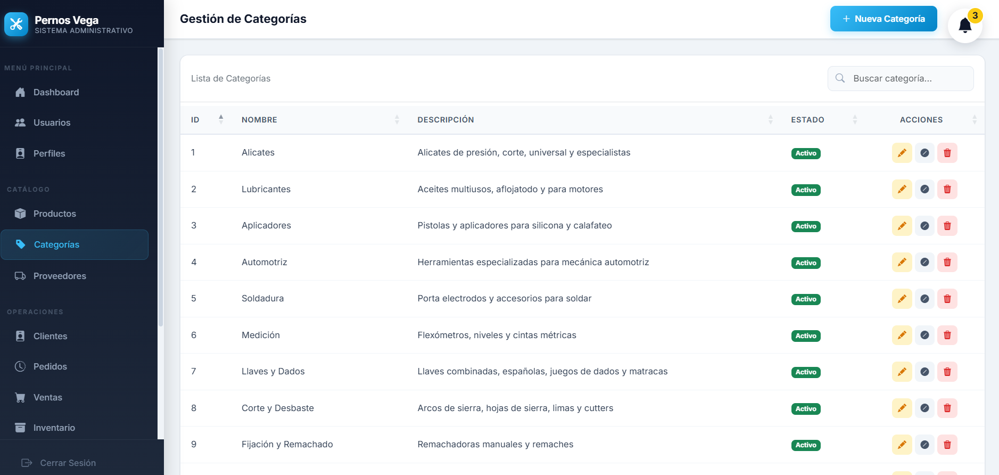 Pernos Vega
SISTEMA ADMINISTRATIVO
MENÚ PRINCIPAL
Dashboard
Usuarios
Perfiles
CATÁLOGO
Productos
Categorías
Proveedores
OPERACIONES
Clientes
Pedidos
Ventas
Inventario
Cerrar Sesión
Gestión de Categorías
+ Nueva Categoría
3
Lista de Categorías
Buscar categoría...
ID NOMBRE DESCRIPCIÓN ESTADO ACCIONES
1 Alicates Alicates de presión, corte, universal y especialistas Activo
2 Lubricantes Aceites multiusos, aflojatodo y para motores Activo
3 Aplicadores Pistolas y aplicadores para silicona y calafateo Activo
4 Automotriz Herramientas especializadas para mecánica automotriz Activo
5 Soldadura Porta electrodos y accesorios para soldar Activo
6 Medición Flexómetros, niveles y cintas métricas Activo
7 Llaves y Dados Llaves combinadas, españolas, juegos de dados y matracas Activo
8 Corte y Desbaste Arcos de sierra, hojas de sierra, limas y cutters Activo
9 Fijación y Remachado Remachadoras manuales y remaches Activo